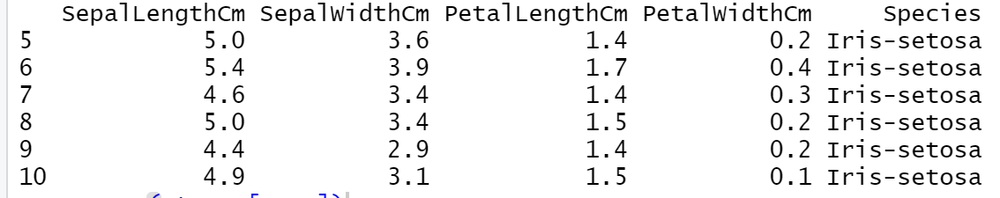 SepalLengthCm SepalWidthCm PetalLengthCm PetalWidthCm Species
5 5.0 3.6 1.4 0.2 Iris-setosa
6 5.4 3.9 1.7 0.4 Iris-setosa
7 4.6 3.4 1.4 0.3 Iris-setosa
8 5.0 3.4 1.5 0.2 Iris-setosa
9 4.4 2.9 1.4 0.2 Iris-setosa
10 4.9 3.1 1.5 0.1 Iris-setosa